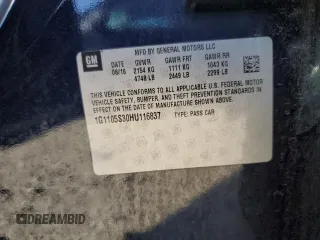 GM
MFD BY GENERAL MOTORS LLC
DATE GVWR GAWR FRT GAWR RR
08/16 2154 KG 1111 KG 1043 KG
4748 LB 2449 LB 2299 LB
THIS VEHICLE CONFORMS TO ALL APPLICABLE U.S. FEDERAL MOTOR VEHICLE
SAFETY, BUMPER, AND THEFT PREVENTION STANDARDS IN
EFFECT ON THE DATE OF MANUFACTURE SHOWN ABOVE.
1G1105S30HU116837 TYPE: PASS CAR
DREAMBID